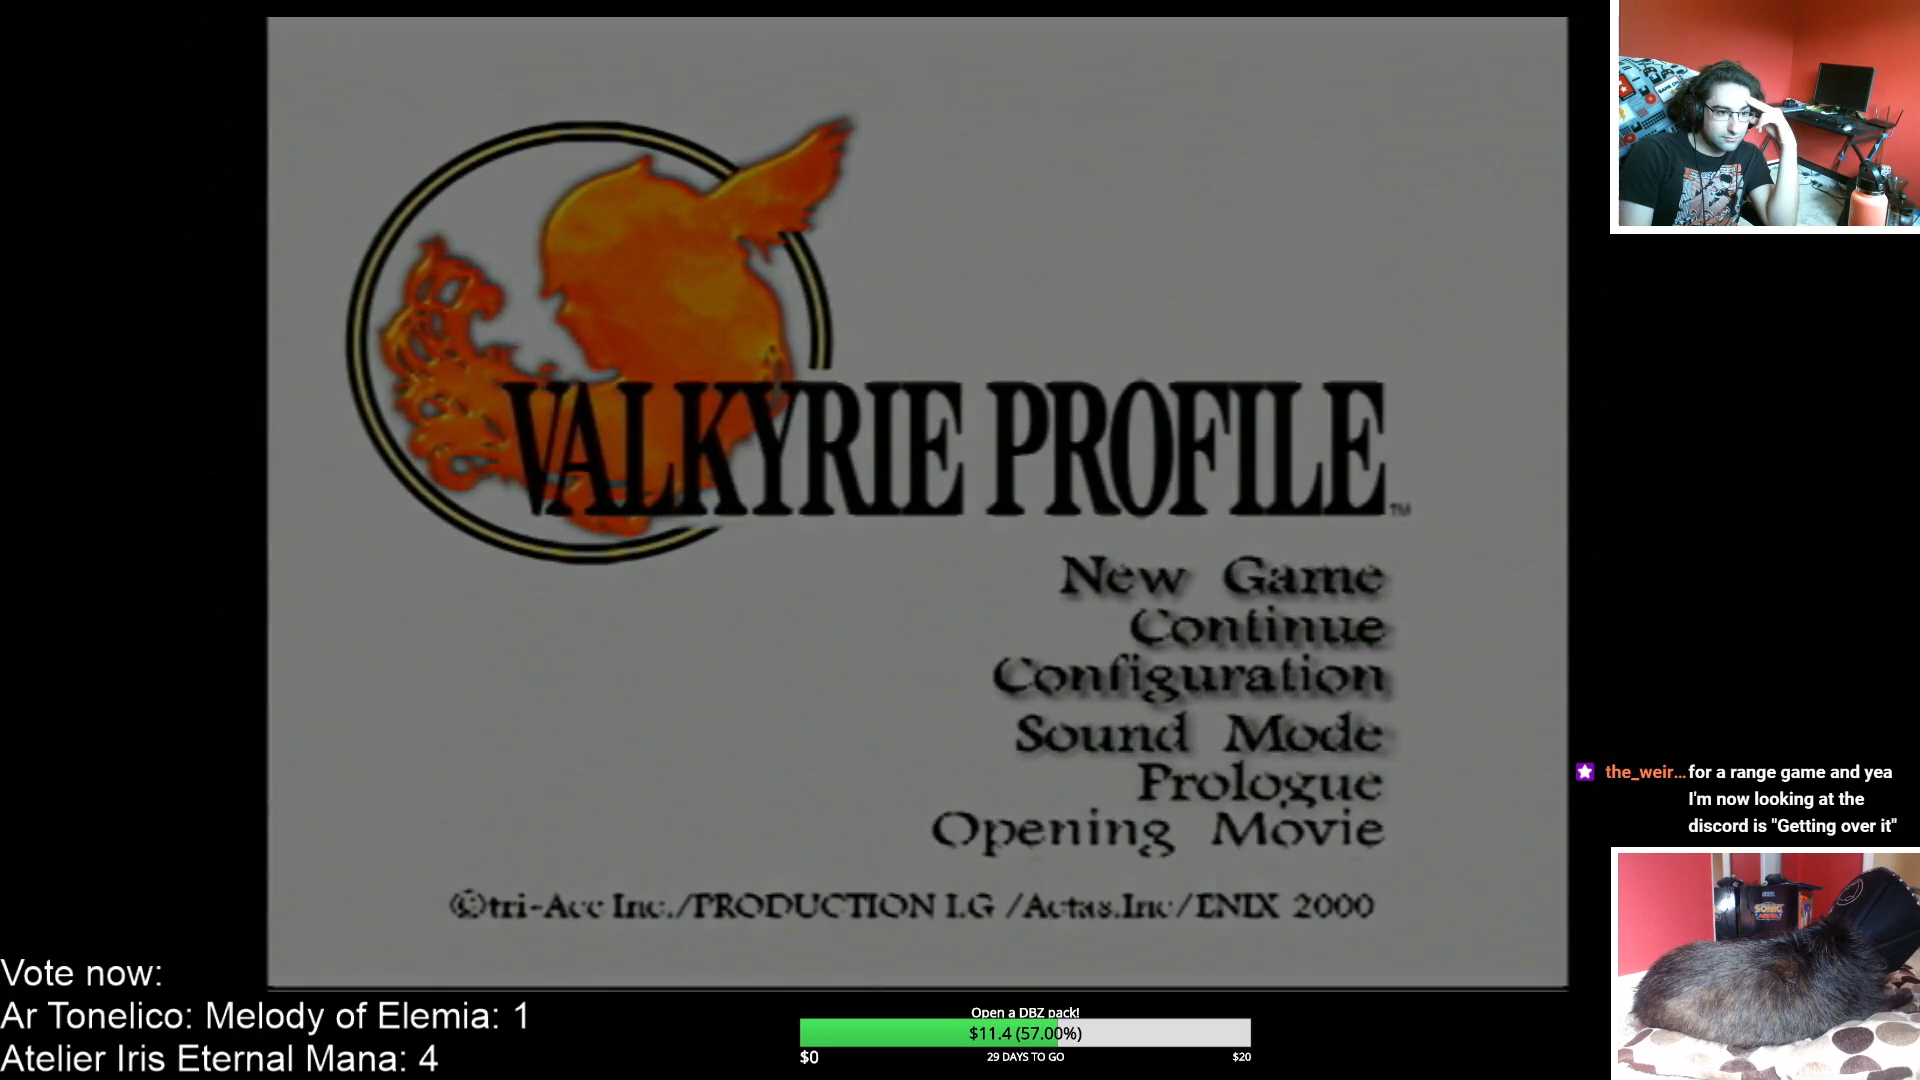 VALKYRIE PROFILE
TM
New Game
Continue
Configuration
Sound Mode
Prologue
Opening Movie
©tri-Ace Inc./PRODUCTION I.G /Actas.Inc/ENIX 2000
the_weir... for a range game and yea
I'm now looking at the
discord is "Getting over it"
SONIC
Vote now:
Ar Tonelico: Melody of Elemia: 1
Atelier Iris Eternal Mana: 4
Open a DBZ pack!
$11.4 (57.00%)
$0 29 DAYS TO GO $20